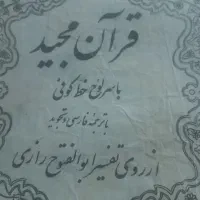 قرآن مجید
با سرلوح خط کوفی
با ترجمهٔ فارسی و تجوید
از روی تفسیر ابوالفتوح رازی